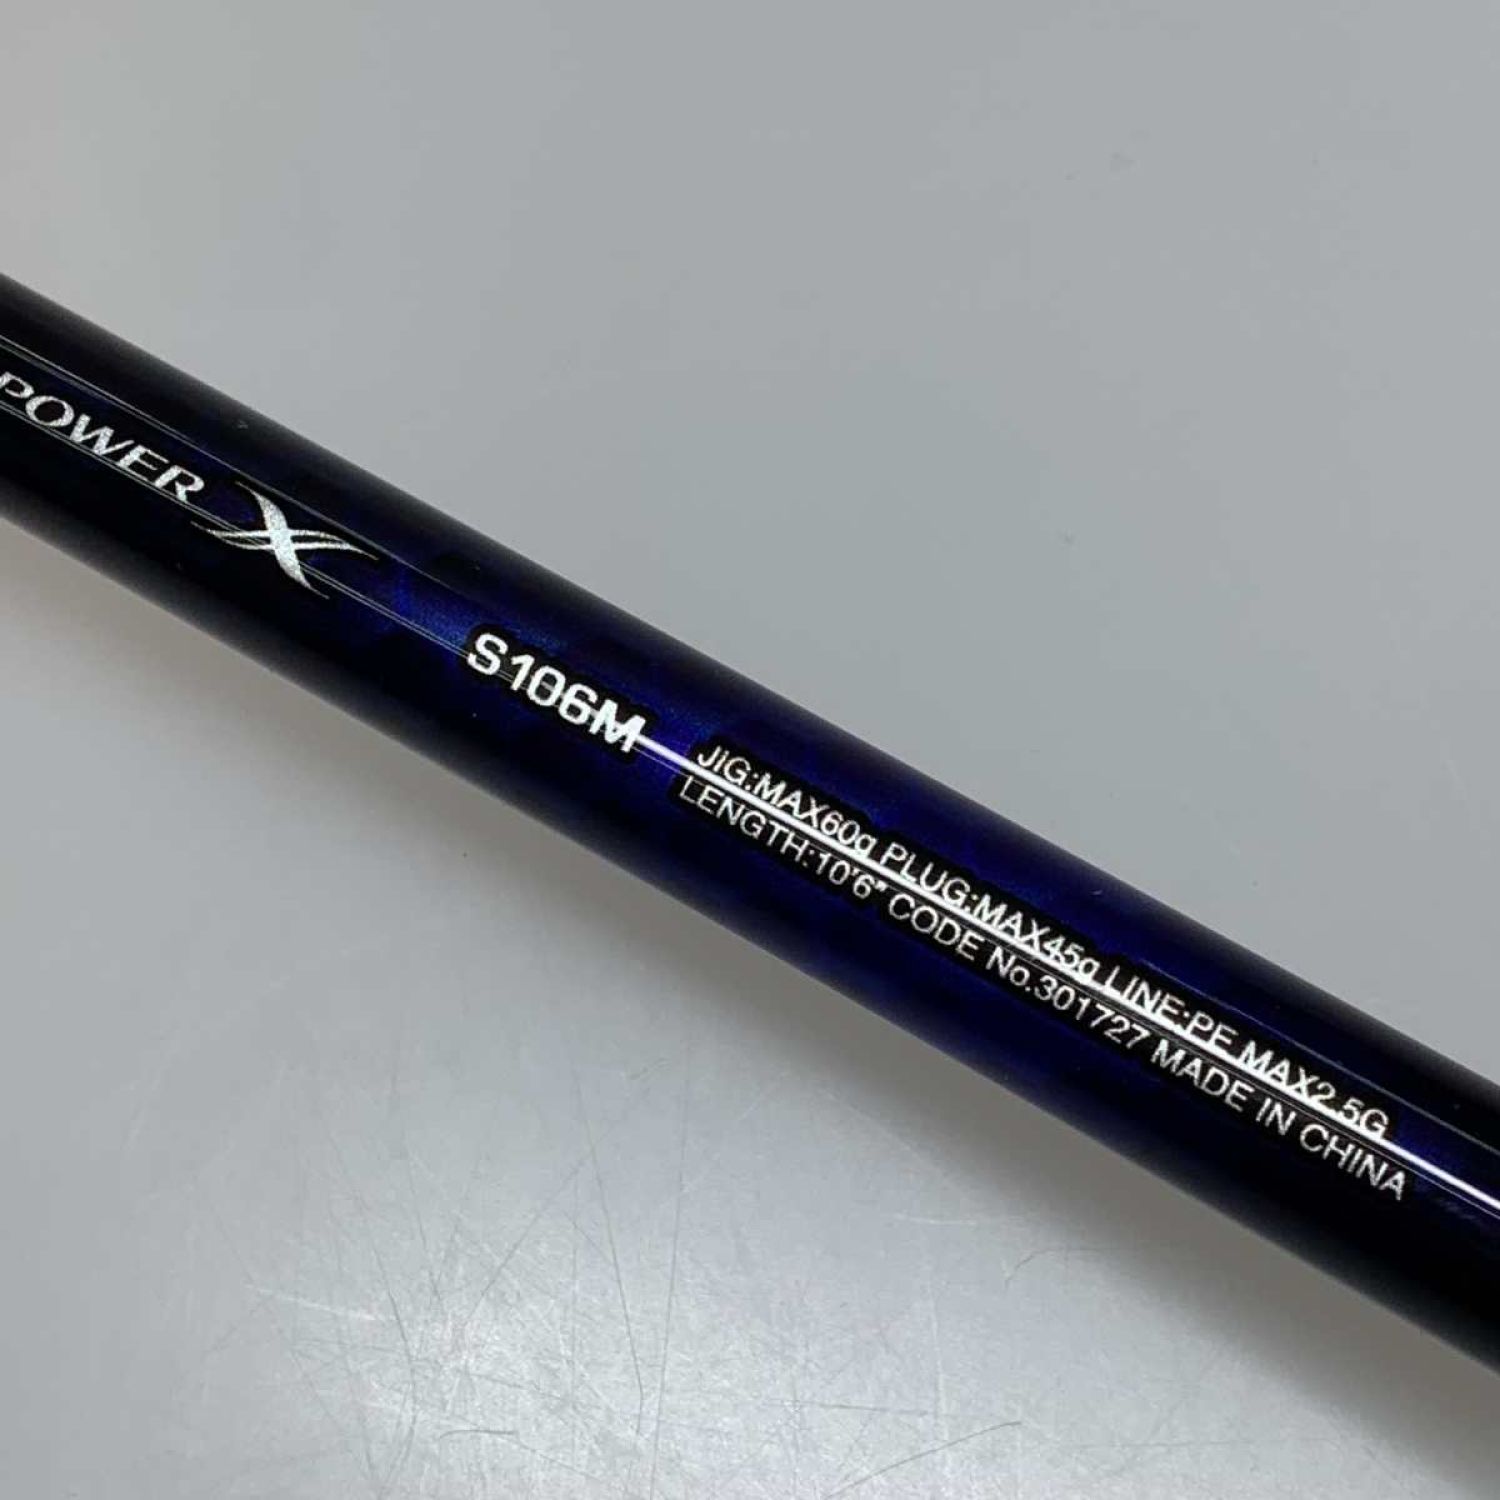 POWER X
S106M
JIG:MAX60g PLUG:MAX45g LINE:PE MAX2.5G
LENGTH:10'6" CODE No.301727 MADE IN CHINA